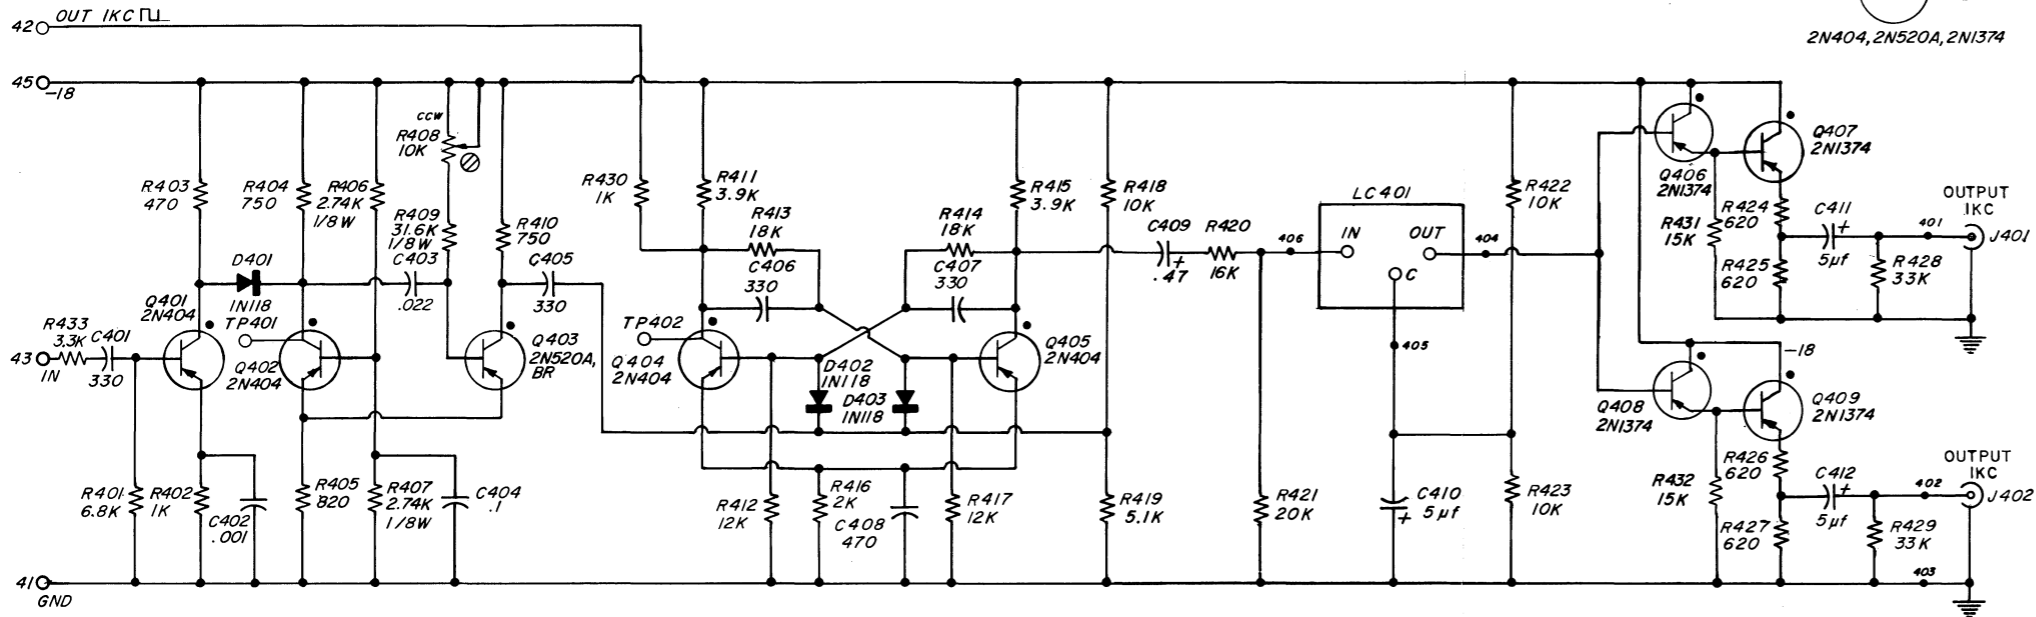 42 OUT 1KC
2N404, 2N520A, 2N1374
45 -18
CCW
R408
10K
R403
470
R404
750
R406
2.74K
1/8W
R409
31.6K
1/8W
R410
750
R430
1K
R411
3.9K
R413
18K
R414
18K
R415
3.9K
R418
10K
R422
10K
Q406
2N1374
Q407
2N1374
D401
1N118
C403
.022
C405
330
C406
330
C407
330
C409
+
.47
R420
16K
406
LC401
IN
OUT
C
404
405
R431
15K
R424
620
R425
620
C411
+
5µf
401
R428
33K
OUTPUT
1KC
J401
Q401
2N404
TP401
R433
3.3K
C401
330
43
IN
Q402
2N404
Q403
2N520A,
BR
TP402
Q404
2N404
D402
1N118
D403
1N118
Q405
2N404
-18
Q408
2N1374
Q409
2N1374
R401
6.8K
R402
1K
C402
.001
R405
820
R407
2.74K
1/8W
C404
.1
R412
12K
R416
2K
C408
470
R417
12K
R419
5.1K
R421
20K
C410
5µf
+
R423
10K
R432
15K
R426
620
R427
620
C412
+
5µf
402
R429
33K
OUTPUT
1KC
J402
403
41
GND